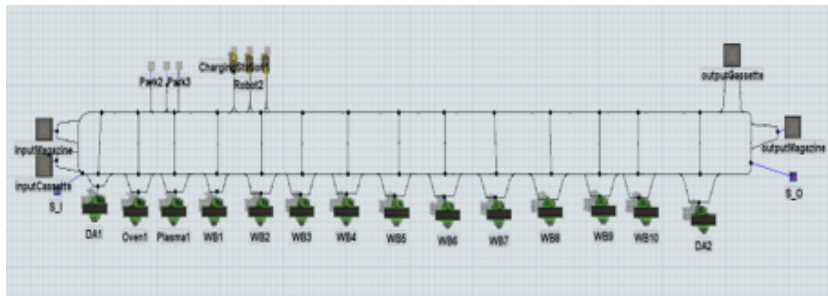 ChargingStation1
Park2 Park3
Robot2
outputCassette
inputMagazine
outputMagazine
inputCassette
S_I
S_O
DA1 Oven1 Plasma1 WB1 WB2 WB3 WB4 WB5 WB6 WB7 WB8 WB9 WB10 DA2